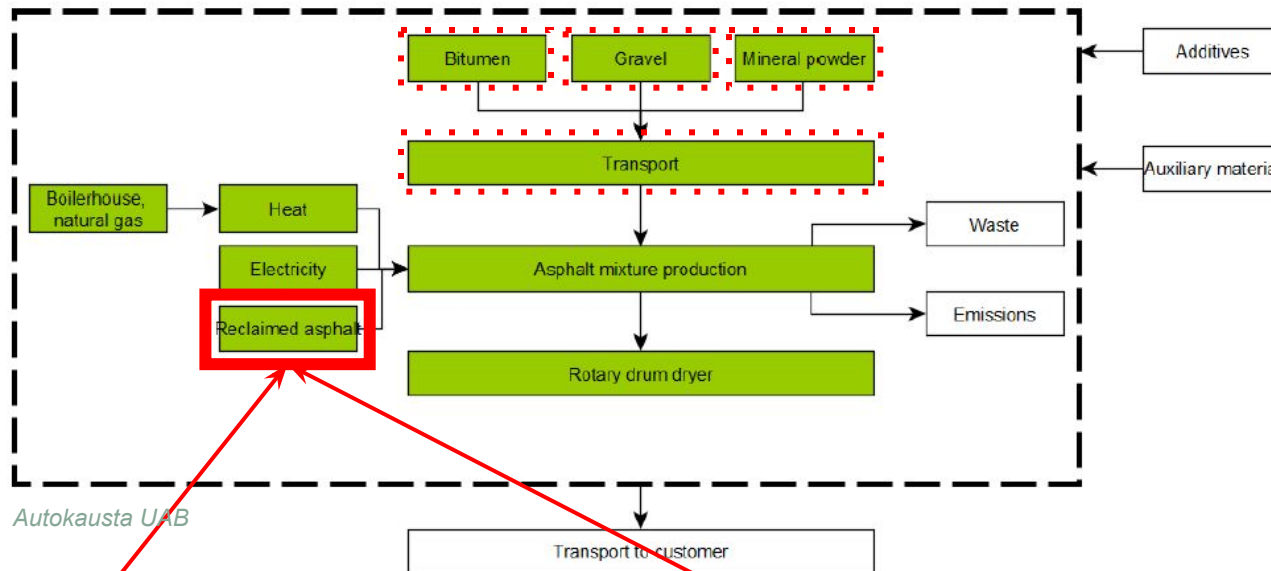 Bitumen
Gravel
Mineral powder
Additives
Transport
Auxiliary materia
Boilerhouse,
natural gas
Heat
Waste
Electricity
Asphalt mixture production
Reclaimed asphalt
Emissions
Rotary drum dryer
Autokausta UAB
Transport to customer